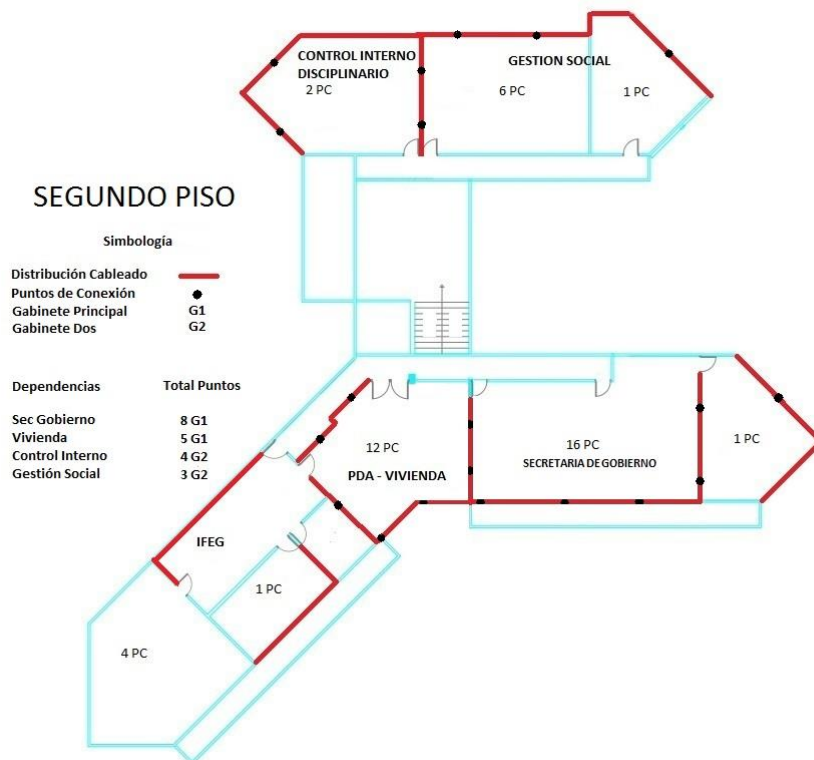 CONTROL INTERNO
DISCIPLINARIO
2 PC
GESTION SOCIAL
6 PC
1 PC
SEGUNDO PISO
Simbología
Distribución Cableado
Puntos de Conexión
Gabinete Principal G1
Gabinete Dos G2
Dependencias Total Puntos
Sec Gobierno 8 G1
Vivienda 5 G1
Control Interno 4 G2
Gestión Social 3 G2
12 PC
PDA - VIVIENDA
16 PC
SECRETARIA DE GOBIERNO
1 PC
IFEG
1 PC
4 PC